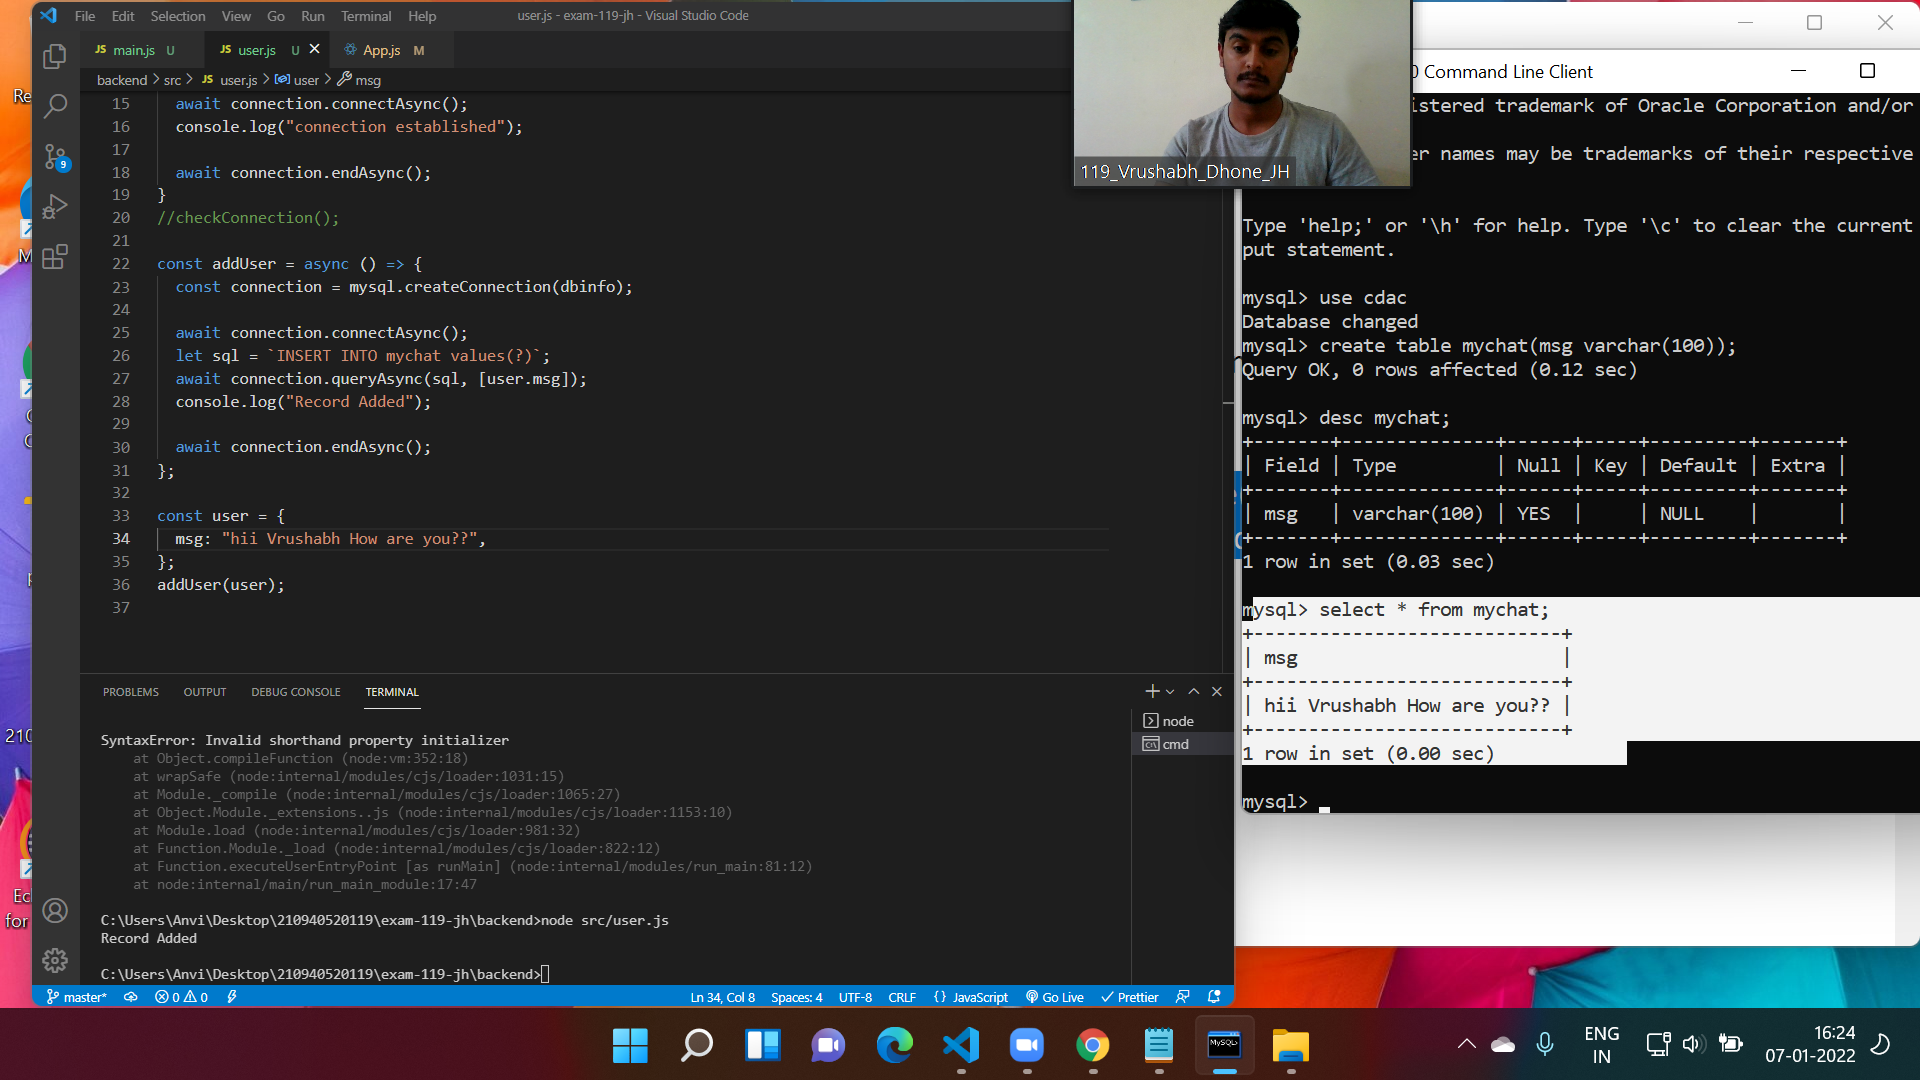 File Edit Selection View Go Run Terminal Help
user.js - exam-119-jh - Visual Studio Code
JS main.js U
JS user.js U
App.js M
backend > src > JS user.js > user > msg
15 await connection.connectAsync();
16 console.log("connection established");
17
18 await connection.endAsync();
19 }
20 //checkConnection();
21
22 const addUser = async () => {
23 const connection = mysql.createConnection(dbinfo);
24
25 await connection.connectAsync();
26 let sql = `INSERT INTO mychat values(?)`;
27 await connection.queryAsync(sql, [user.msg]);
28 console.log("Record Added");
29
30 await connection.endAsync();
31 };
32
33 const user = {
34 msg: "hii Vrushabh How are you??",
35 };
36 addUser(user);
37
PROBLEMS OUTPUT DEBUG CONSOLE TERMINAL
node
cmd
SyntaxError: Invalid shorthand property initializer
at Object.compileFunction (node:vm:352:18)
at wrapSafe (node:internal/modules/cjs/loader:1031:15)
at Module._compile (node:internal/modules/cjs/loader:1065:27)
at Object.Module._extensions..js (node:internal/modules/cjs/loader:1153:10)
at Module.load (node:internal/modules/cjs/loader:981:32)
at Function.Module._load (node:internal/modules/cjs/loader:822:12)
at Function.executeUserEntryPoint [as runMain] (node:internal/modules/run_main:81:12)
at node:internal/main/run_main_module:17:47
C:\Users\Anvi\Desktop\210940520119\exam-119-jh\backend>node src/user.js
Record Added
C:\Users\Anvi\Desktop\210940520119\exam-119-jh\backend>
9
master* 0 0 Ln 34, Col 8 Spaces: 4 UTF-8 CRLF {} JavaScript Go Live Prettier
119_Vrushabh_Dhone_JH
0 Command Line Client
istered trademark of Oracle Corporation and/or
er names may be trademarks of their respective
Type 'help;' or '\h' for help. Type '\c' to clear the current
put statement.
mysql> use cdac
Database changed
mysql> create table mychat(msg varchar(100));
Query OK, 0 rows affected (0.12 sec)
mysql> desc mychat;
+-------+--------------+------+-----+---------+-------+
| Field | Type | Null | Key | Default | Extra |
+-------+--------------+------+-----+---------+-------+
| msg | varchar(100) | YES | | NULL | |
+-------+--------------+------+-----+---------+-------+
1 row in set (0.03 sec)
mysql> select * from mychat;
+----------------------------+
| msg |
+----------------------------+
| hii Vrushabh How are you?? |
+----------------------------+
1 row in set (0.00 sec)
mysql>
Re
M
210
Ec
for
MySQL>
ENG
IN
16:24
07-01-2022